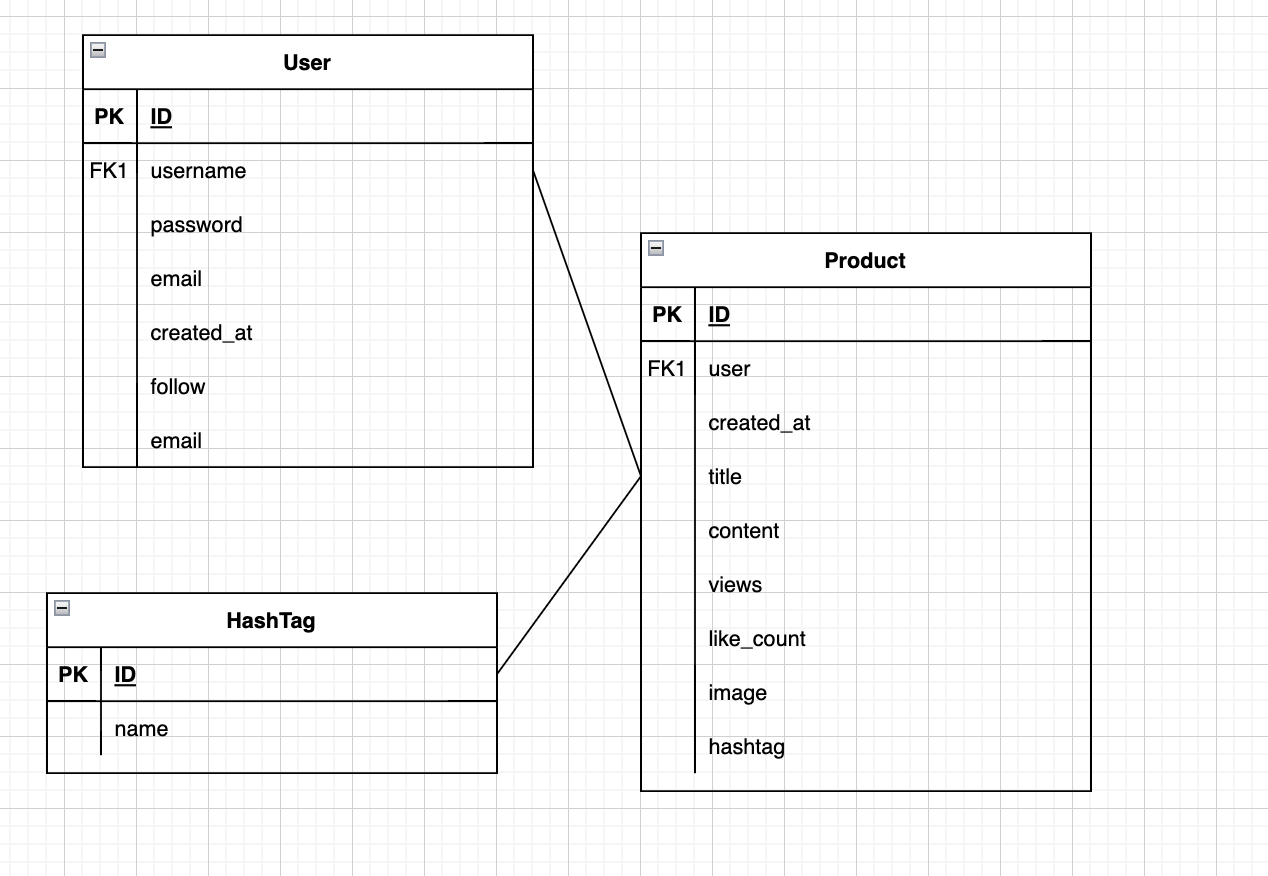 User
PK ID
FK1 username
password
email
created_at
follow
email
Product
PK ID
FK1 user
created_at
title
content
views
like_count
image
hashtag
HashTag
PK ID
name